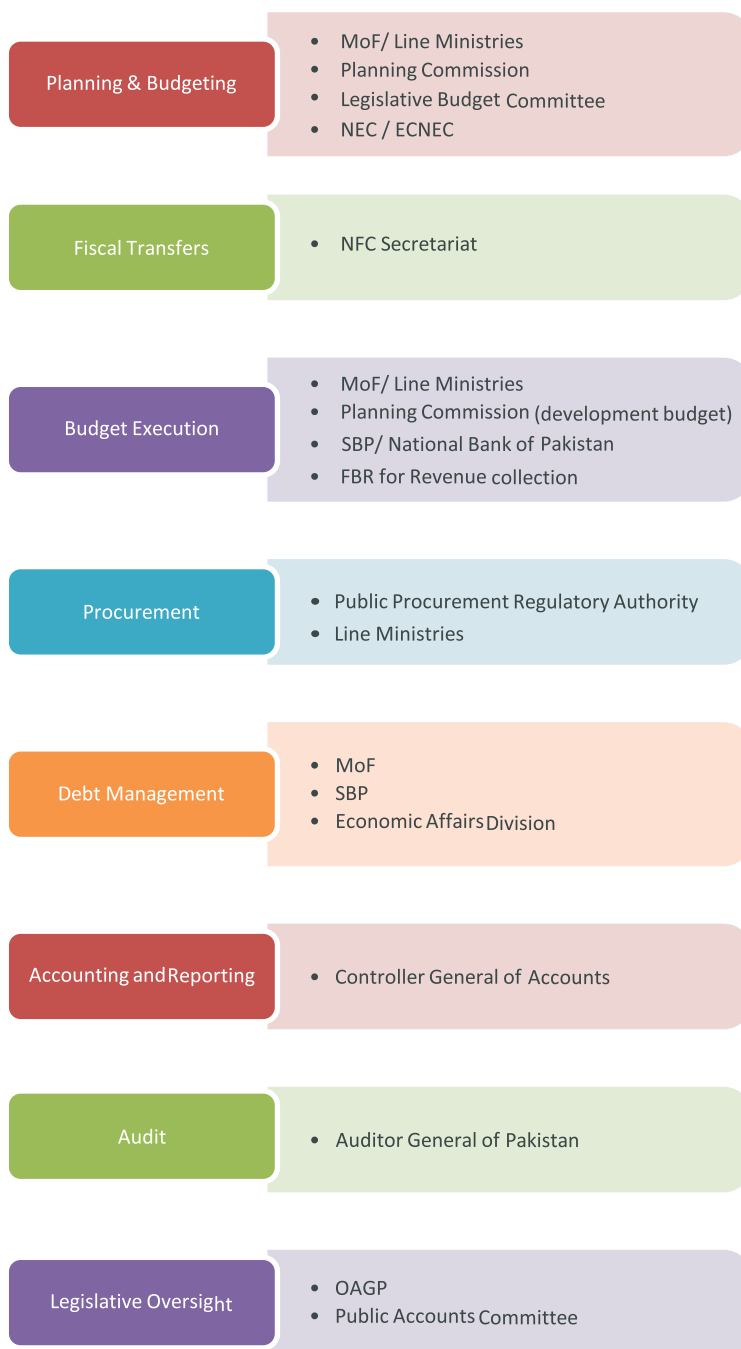 Planning & Budgeting
• MoF/ Line Ministries
• Planning Commission
• Legislative Budget Committee
• NEC / ECNEC
Fiscal Transfers
• NFC Secretariat
Budget Execution
• MoF/ Line Ministries
• Planning Commission (development budget)
• SBP/ National Bank of Pakistan
• FBR for Revenue collection
Procurement
• Public Procurement Regulatory Authority
• Line Ministries
Debt Management
• MoF
• SBP
• Economic Affairs Division
Accounting and Reporting
• Controller General of Accounts
Audit
• Auditor General of Pakistan
Legislative Oversight
• OAGP
• Public Accounts Committee